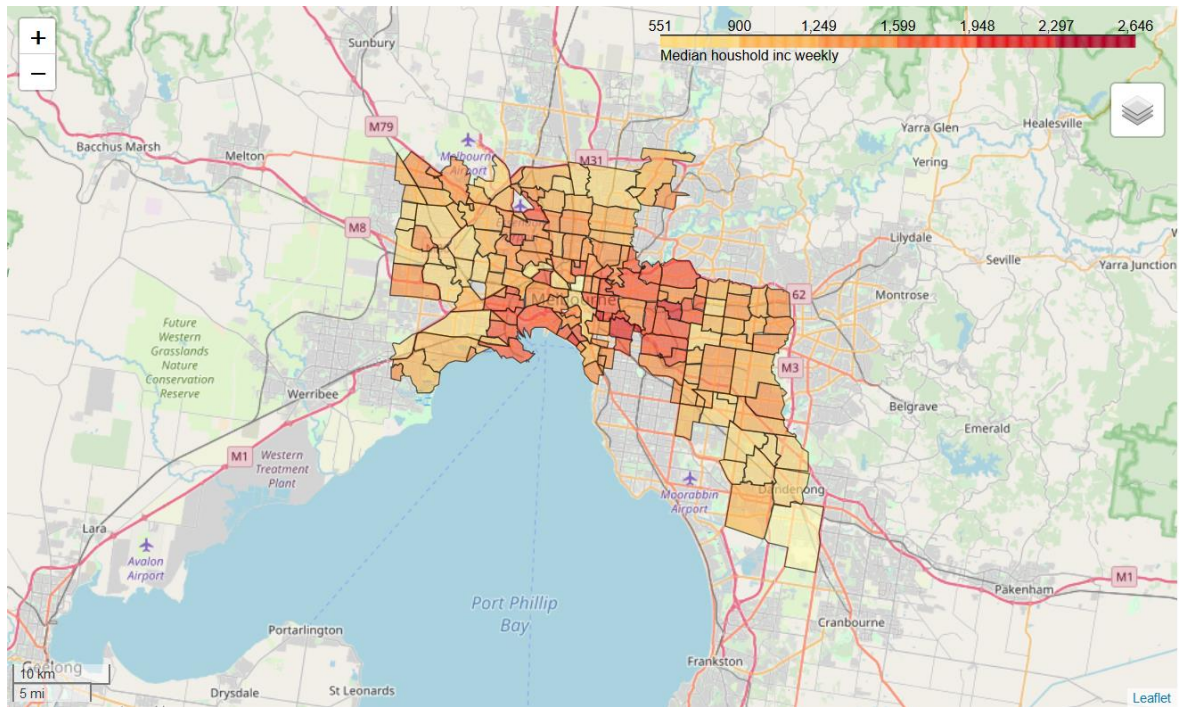 +
−
551 900 1,249 1,599 1,948 2,297 2,646
Median houshold inc weekly
Sunbury
M79
Melbourne
Airport
M31
Yarra Glen
Healesville
Bacchus Marsh
Melton
Yering
M8
Lilydale
Seville
Yarra Junction
62
Montrose
Melbourne
Future
Western
Grasslands
Nature
Conservation
Reserve
M3
Werribee
Belgrave
Emerald
M1
Western
Treatment
Plant
Dandenong
Moorabbin
Airport
Lara
Avalon
Airport
M1
Pakenham
Port Phillip
Bay
Portarlington
Cranbourne
Frankston
Geelong
10 km
5 mi
Drysdale
St Leonards
Leaflet